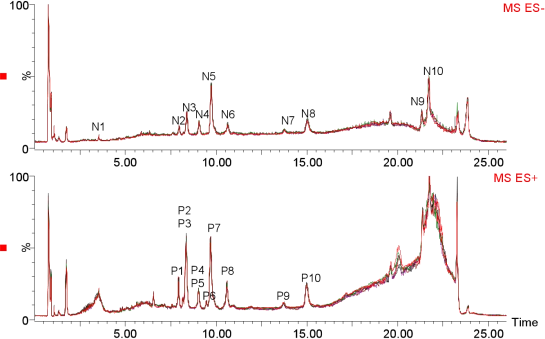 MS ES-
100
%
N1
N2
N3
N4
N5
N6
N7
N8
N9
N10
5.00 10.00 15.00 20.00 25.00
MS ES+
100
%
P1
P2
P3
P4
P5
P6
P7
P8
P9
P10
Time
5.00 10.00 15.00 20.00 25.00